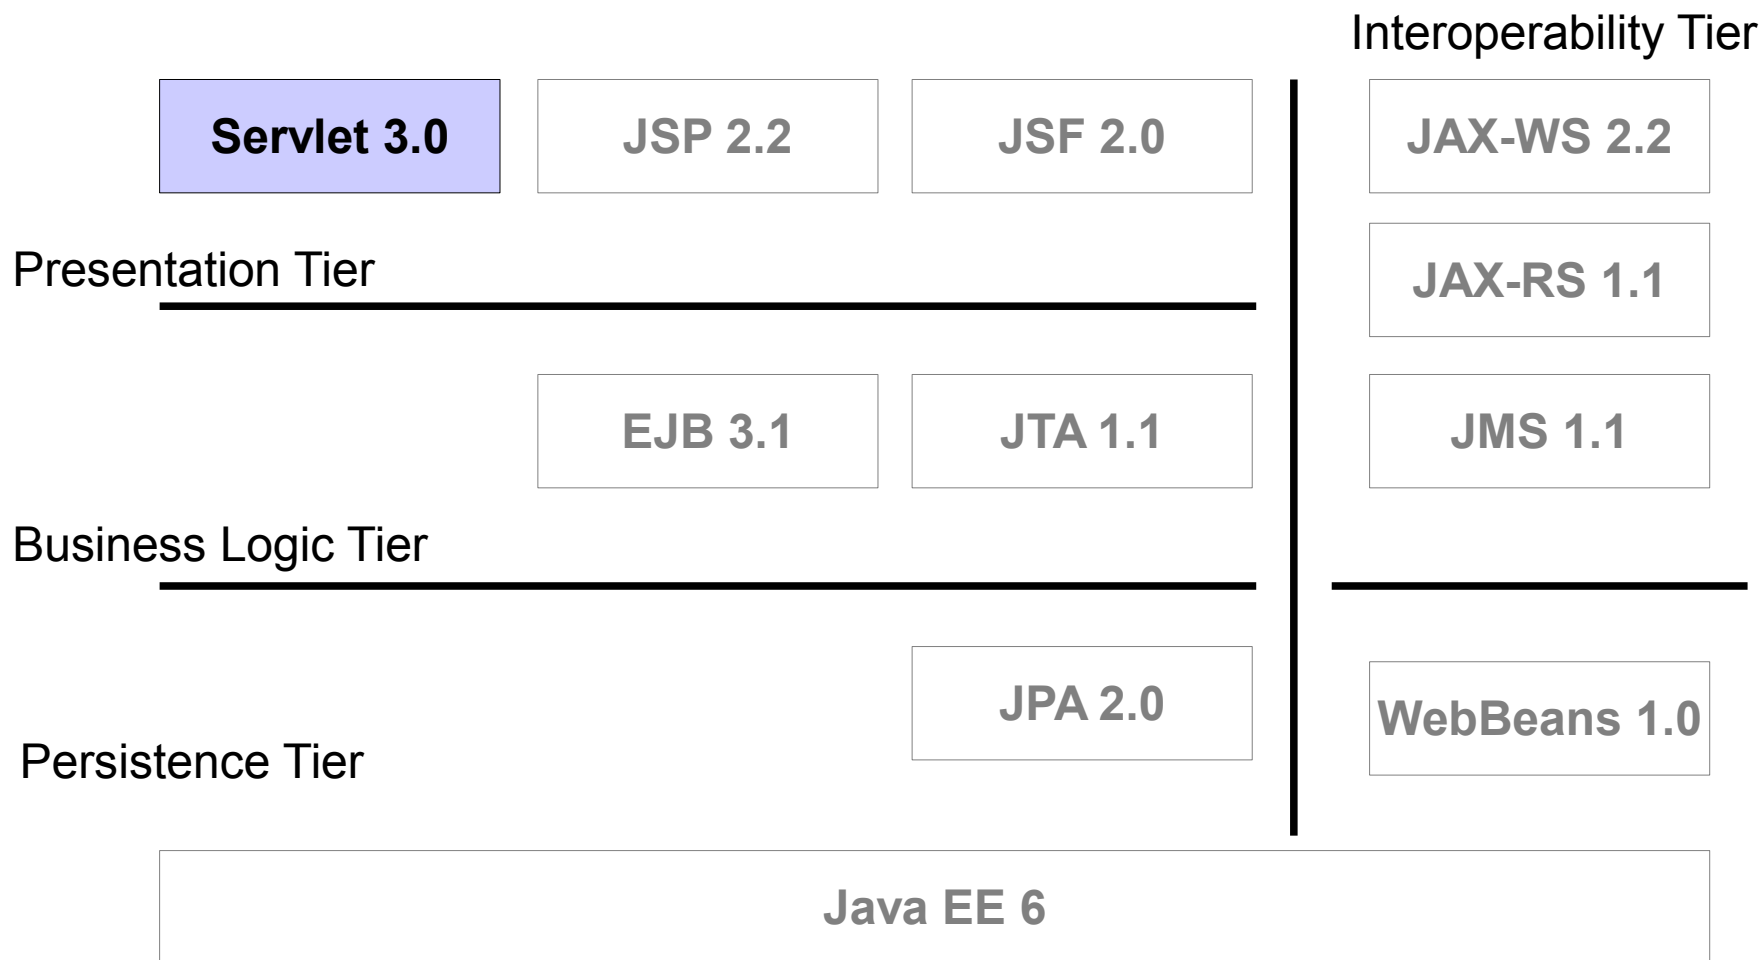 Interoperability Tier
Servlet 3.0
JSP 2.2
JSF 2.0
JAX-WS 2.2
Presentation Tier
JAX-RS 1.1
EJB 3.1
JTA 1.1
JMS 1.1
Business Logic Tier
JPA 2.0
WebBeans 1.0
Persistence Tier
Java EE 6